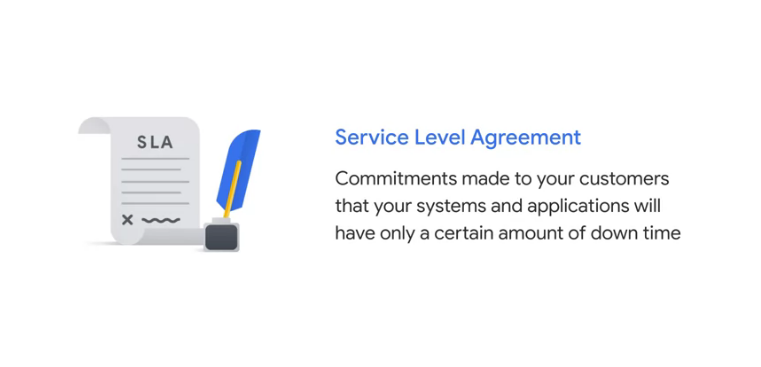 SLA
Service Level Agreement
Commitments made to your customers
that your systems and applications will
have only a certain amount of down time